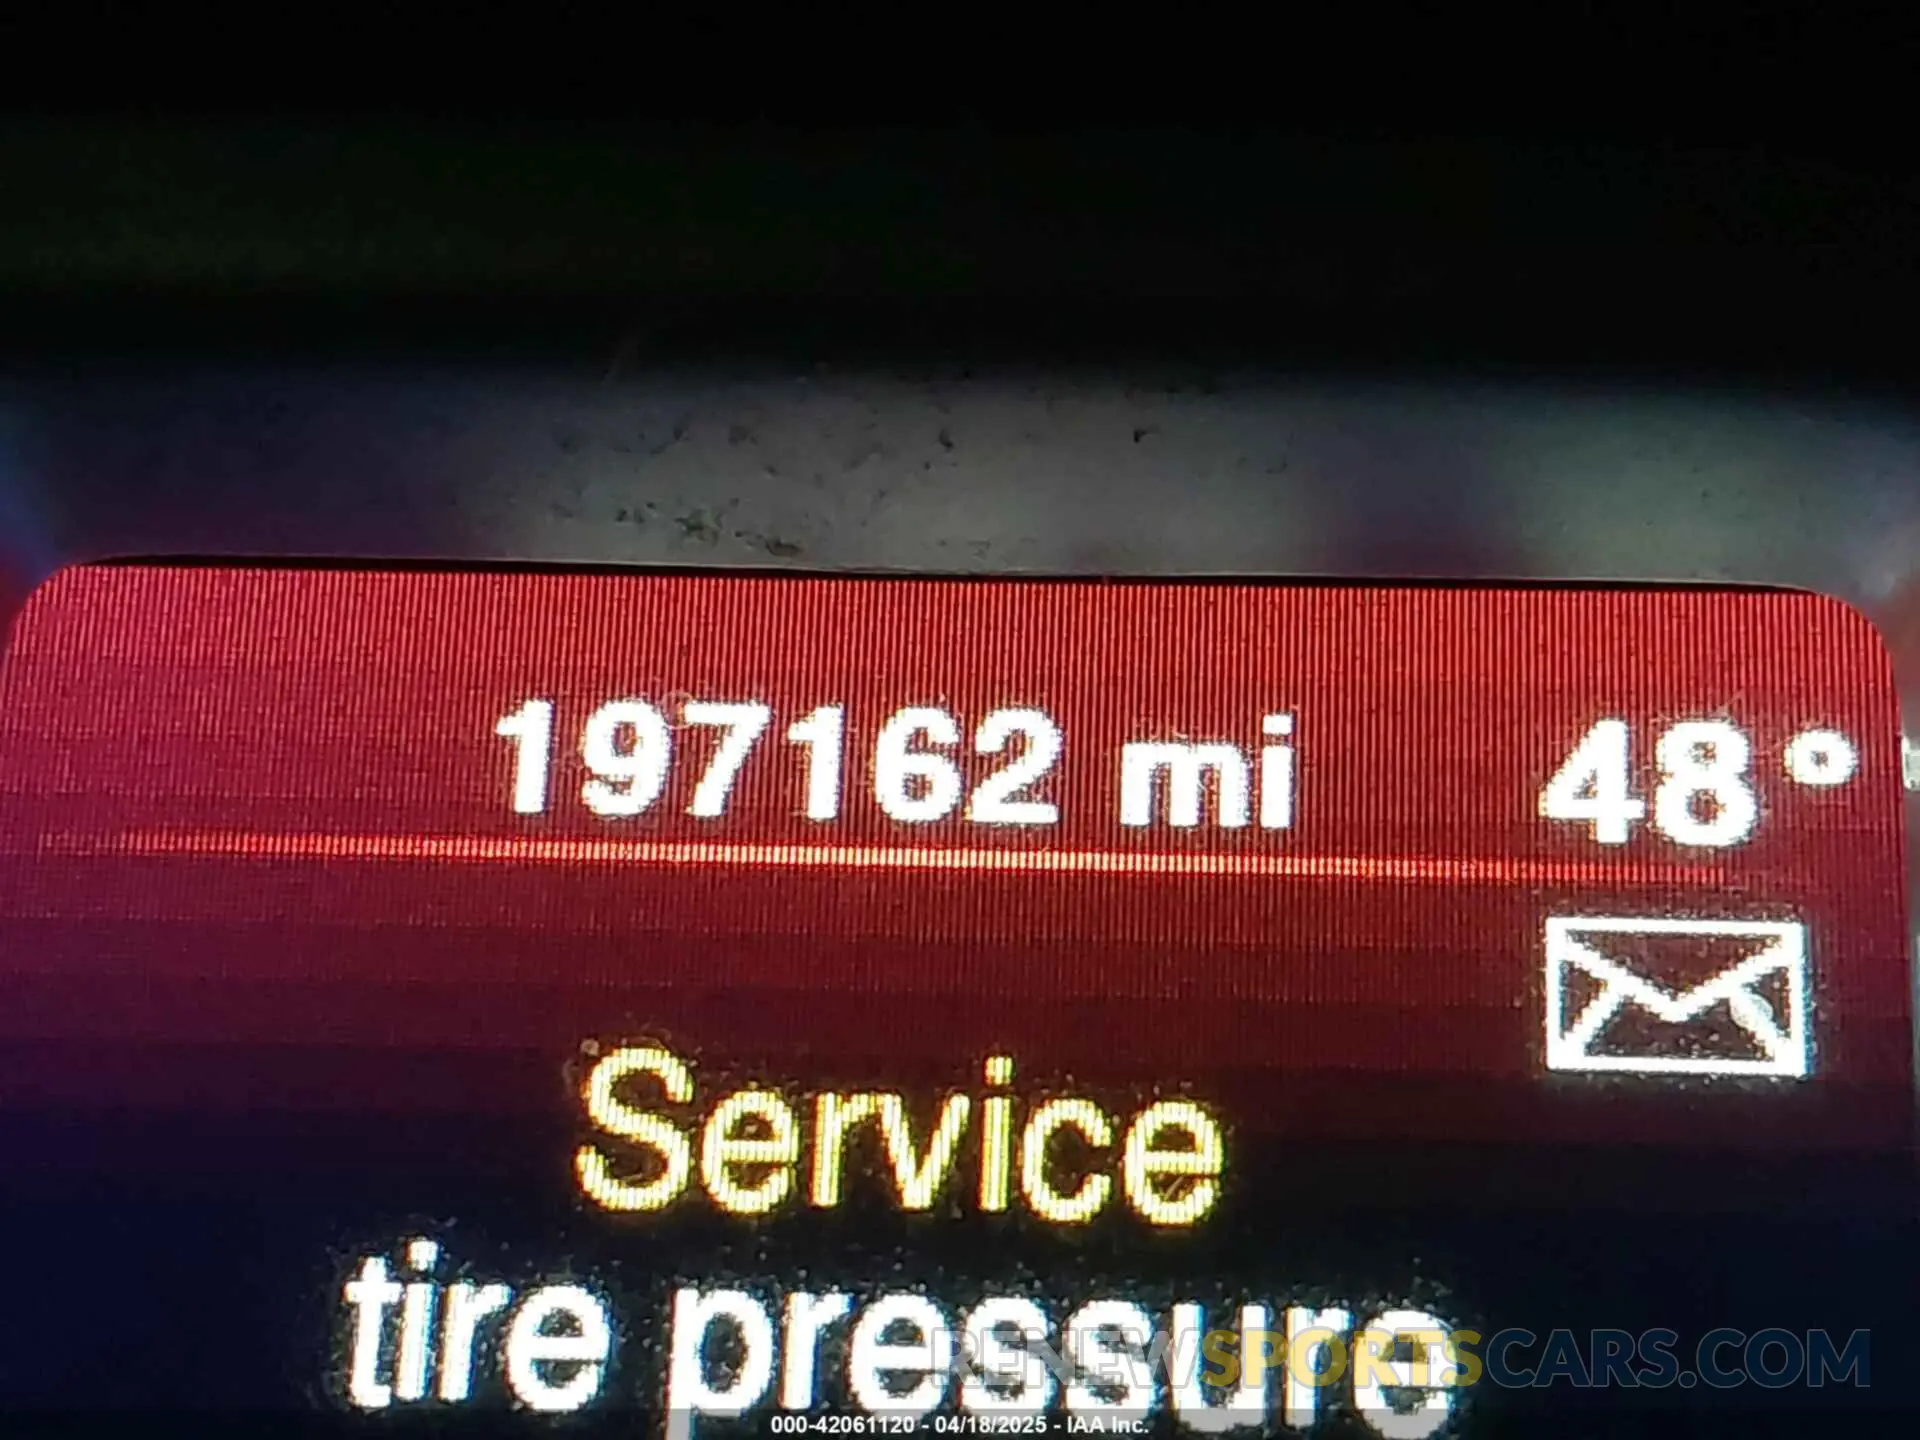 197162 mi 48°
Service
tire pressure
RENEWSPORTSCARS.COM
000-42061120 - 04/18/2025 - IAA Inc.